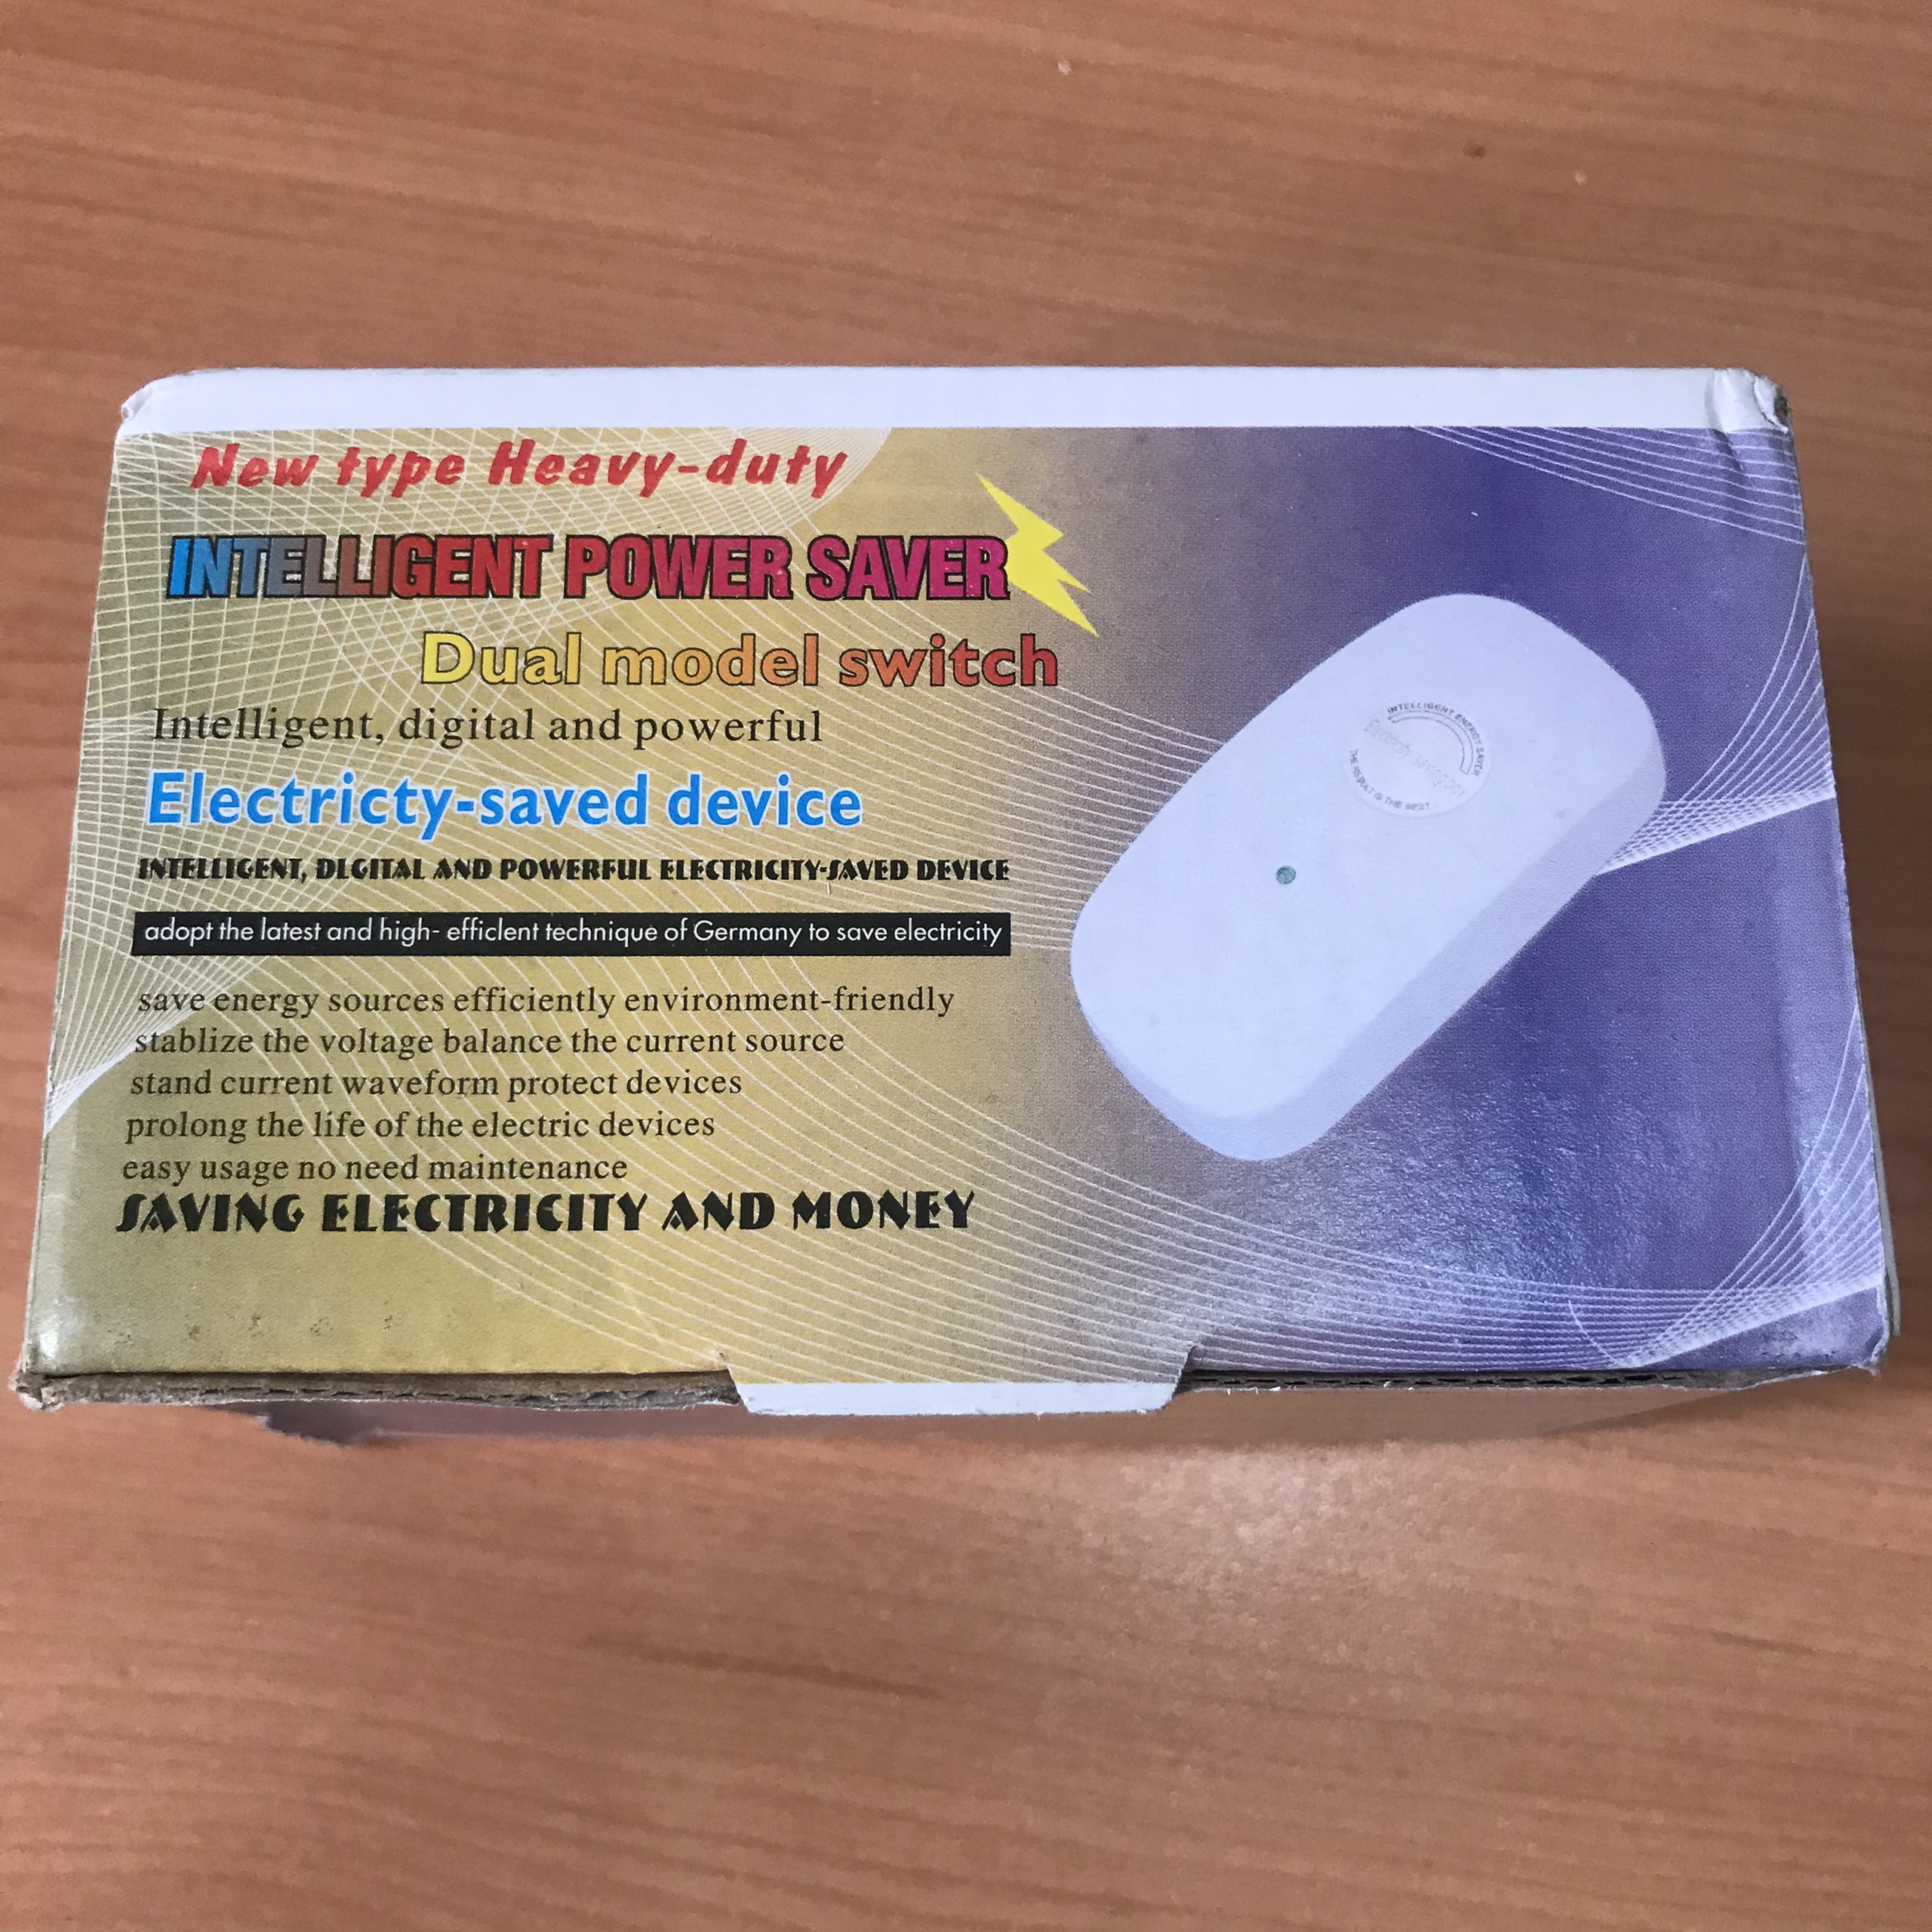 New type Heavy-duty
INTELLIGENT POWER SAVER
Dual model switch
Intelligent, digital and powerful
Electricty-saved device
INTELLIGENT, DLGITAL AND POWERFUL ELECTRICITY-SAVED DEVICE
adopt the latest and high- efficlent technique of Germany to save electricity
save energy sources efficiently environment-friendly
stablize the voltage balance the current source
stand current waveform protect devices
prolong the life of the electric devices
easy usage no need maintenance
SAVING ELECTRICITY AND MONEY
INTELLIGENT ENERGY SAVER
saving box
THE RESULT IS THE BEST